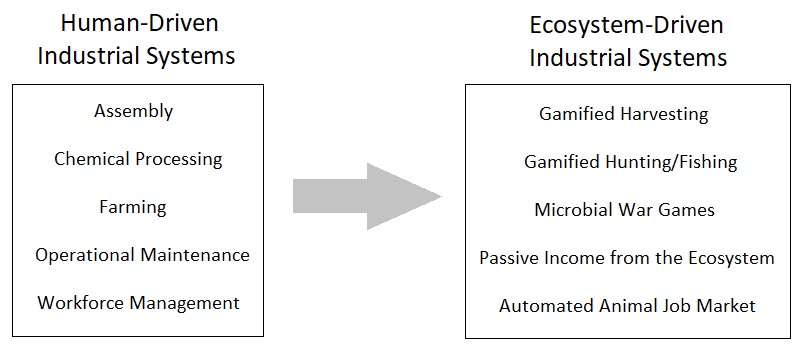 Human-Driven
Industrial Systems
Assembly
Chemical Processing
Farming
Operational Maintenance
Workforce Management
Ecosystem-Driven
Industrial Systems
Gamified Harvesting
Gamified Hunting/Fishing
Microbial War Games
Passive Income from the Ecosystem
Automated Animal Job Market